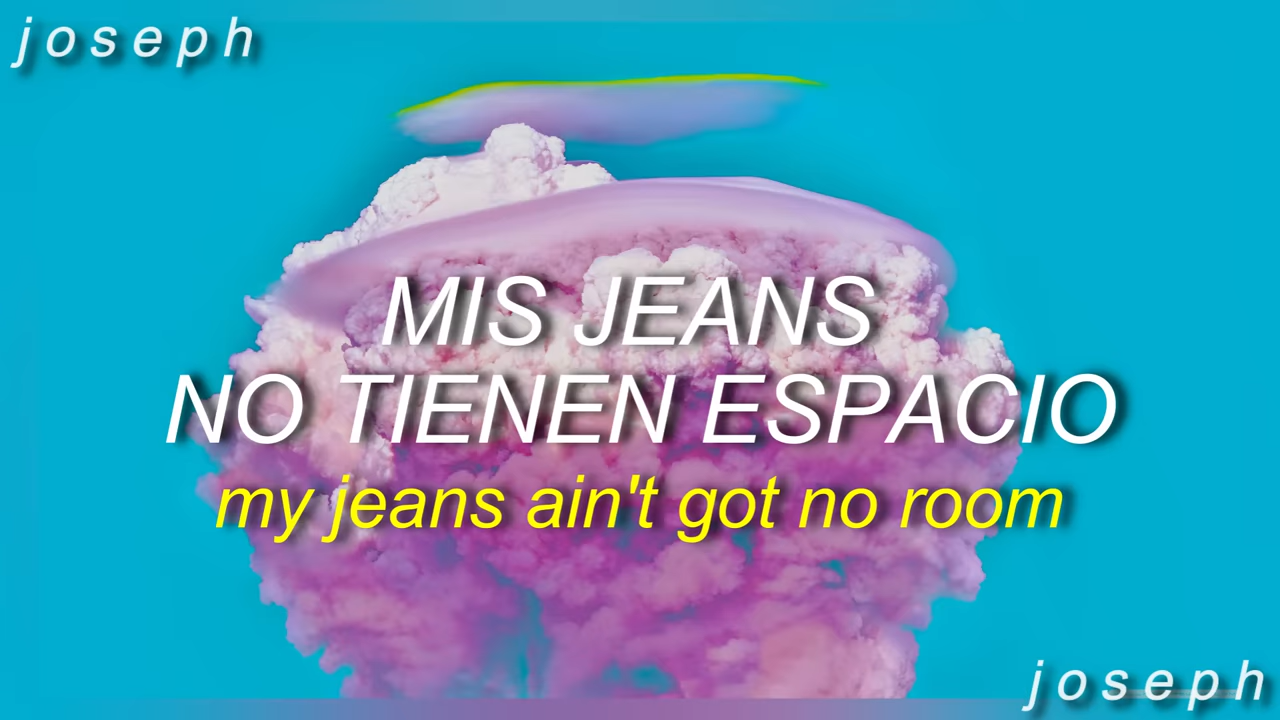 joseph
MIS JEANS
NO TIENEN ESPACIO
my jeans ain't got no room
joseph